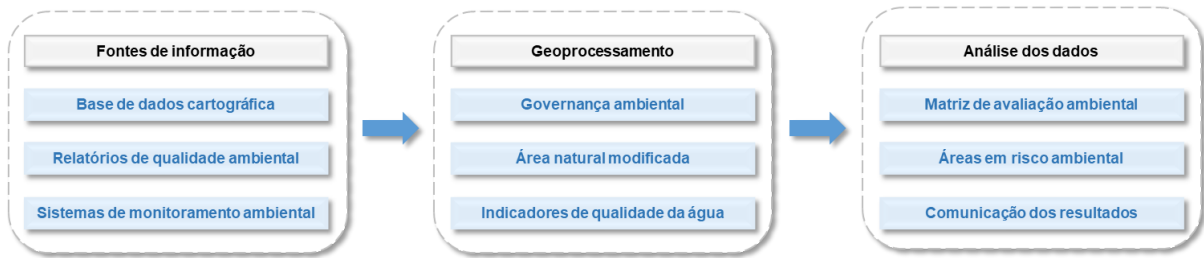 Fontes de informação
Base de dados cartográfica
Relatórios de qualidade ambiental
Sistemas de monitoramento ambiental
Geoprocessamento
Governança ambiental
Área natural modificada
Indicadores de qualidade da água
Análise dos dados
Matriz de avaliação ambiental
Áreas em risco ambiental
Comunicação dos resultados